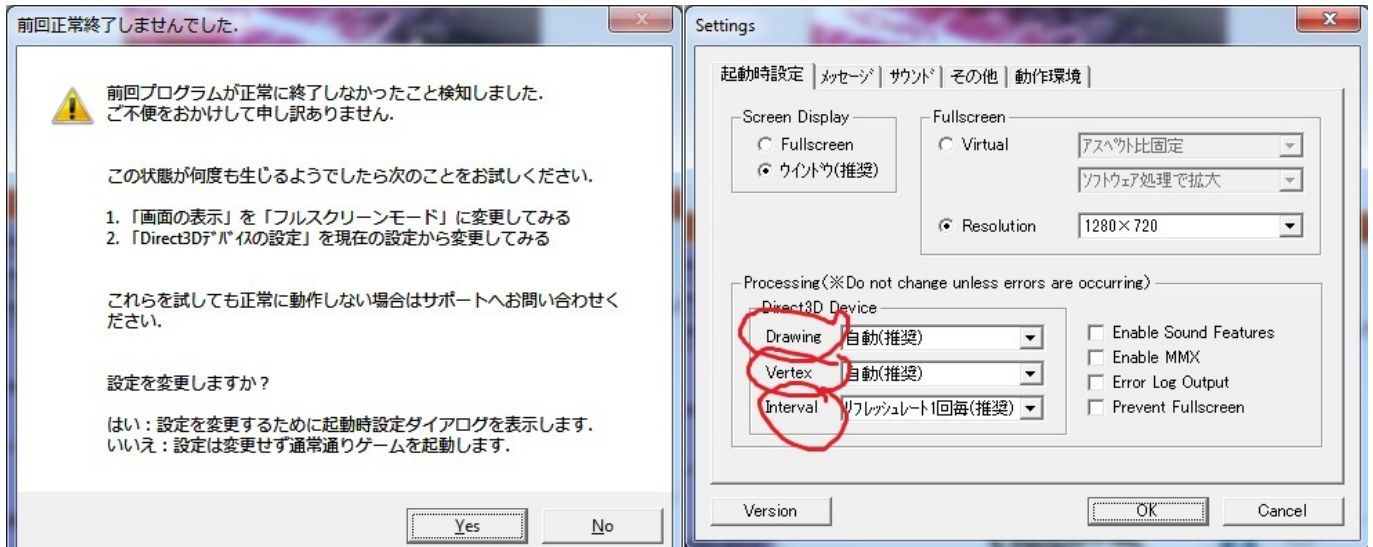 前回正常終了しませんでした.
前回プログラムが正常に終了しなかったこと検知しました.
ご不便をおかけして申し訳ありません.
この状態が何度も生じるようでしたら次のことをお試しください.
1. 「画面の表示」を「フルスクリーンモード」に変更してみる
2. 「Direct3Dﾃﾞﾊﾞｲｽの設定」を現在の設定から変更してみる
これらを試しても正常に動作しない場合はサポートへお問い合わせく
ださい.
設定を変更しますか？
はい：設定を変更するために起動時設定ダイアログを表示します.
いいえ：設定は変更せず通常通りゲームを起動します.
Yes
No
Settings
起動時設定
ﾒｯｾｰｼﾞ
ｻｳﾝﾄﾞ
その他
動作環境
Screen Display
Fullscreen
ｳｲﾝﾄﾞｳ(推奨)
Fullscreen
Virtual
ｱｽﾍﾟｸﾄ比固定
ｿﾌﾄｳｪｱ処理で拡大
Resolution
1280×720
Processing(※Do not change unless errors are occurring)
Direct3D Device
Drawing
自動(推奨)
Vertex
自動(推奨)
Interval
ﾘﾌﾚｯｼｭﾚｰﾄ1回毎(推奨)
Enable Sound Features
Enable MMX
Error Log Output
Prevent Fullscreen
Version
OK
Cancel